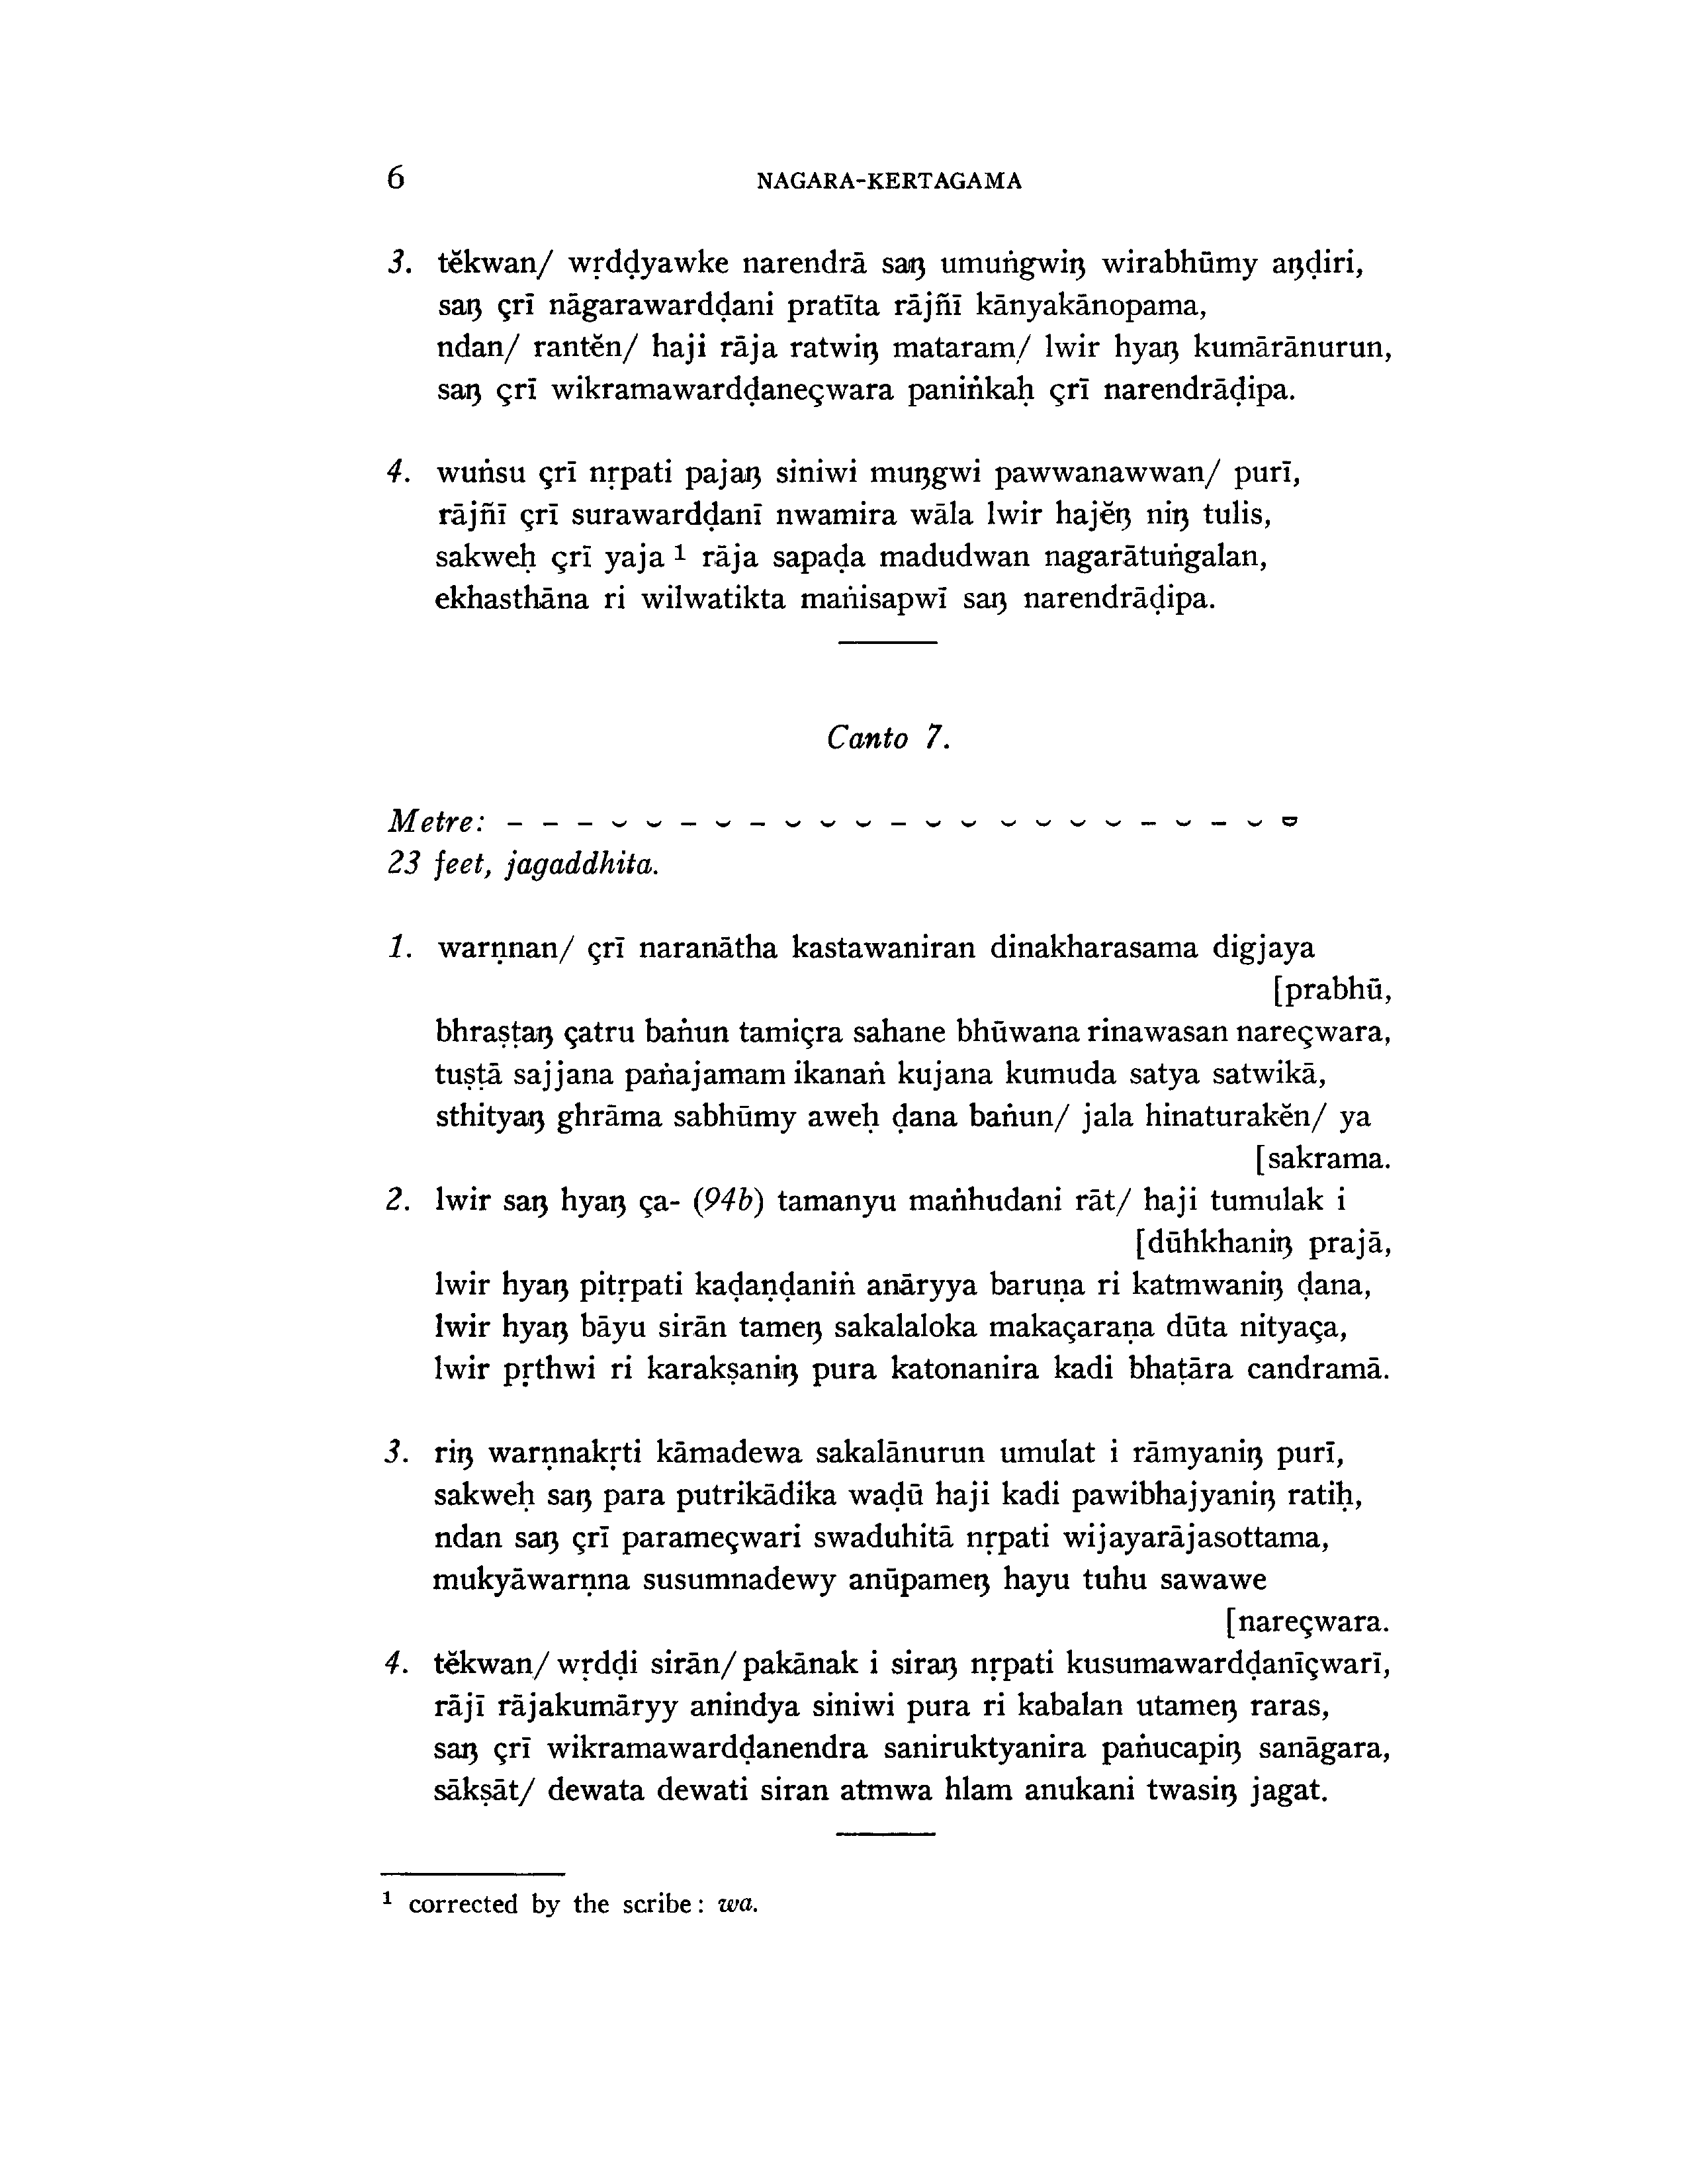 6 NAGARA-KERTAGAMA
3. tĕkwan/ wṛdḍyawke narendrā saŋ umuṅgwiŋ wirabhūmy aŋḍiri,
saŋ çrī nāgarawardḍani pratīta rājñī kānyakānopama,
ndan/ rantĕn/ haji rāja ratwiŋ mataram/ lwir hyaŋ kumārānurun,
saŋ çrī wikramawardḍaneçwara paniṅkaḥ çrī narendrāḍipa.
4. wuṅsu çrī nṛpati pajaŋ siniwi muŋgwi pawwanawwan/ purī,
rājñī çrī surawardḍanī nwamira wāla lwir hajĕŋ niŋ tulis,
sakweḥ çrī yaja ¹ rāja sapaḍa madudwan nagarātuṅgalan,
ekhasthāna ri wilwatikta maṅisapwī saŋ narendrāḍipa.
Canto 7.
Metre: – – – ⏑ ⏑ – ⏑ – ⏑ ⏑ ⏑ – ⏑ ⏑ ⏑ ⏑ ⏑ ⏑ – ⏑ – ⏑ ⏓
23 feet, jagaddhita.
1. warṇnan/ çrī naranātha kastawaniran dinakharasama digjaya
[prabhū,
bhraṣṭaŋ çatru baṅun tamiçra sahane bhūwana rinawasan nareçwara,
tuṣṭā sajjana paṅajamam ikanaṅ kujana kumuda satya satwikā,
sthityaŋ ghrāma sabhūmy aweḥ ḍana baṅun/ jala hinaturakĕn/ ya
[sakrama.
2. lwir saŋ hyaŋ ça- (94b) tamanyu maṅhudani rāt/ haji tumulak i
[dūhkhaniŋ prajā,
lwir hyaŋ pitṛpati kaḍaṇḍaniṅ anāryya baruṇa ri katmwaniŋ ḍana,
lwir hyaŋ bāyu sirān tameŋ sakalaloka makaçaraṇa dūta nityaça,
lwir pṛthwi ri karakṣaniŋ pura katonanira kadi bhaṭāra candramā.
3. riŋ warṇnakṛti kāmadewa sakalānurun umulat i rāmyaniŋ purī,
sakweḥ saŋ para putrikādika waḍū haji kadi pawibhajyaniŋ ratiḥ,
ndan saŋ çrī parameçwari swaduhitā nṛpati wijayarājasottama,
mukyāwarṇna susumnadewy anūpameŋ hayu tuhu sawawe
[nareçwara.
4. tĕkwan/ wṛdḍi sirān/ pakānak i siraŋ nṛpati kusumawardḍanīçwarī,
rājī rājakumāryy anindya siniwi pura ri kabalan utameŋ raras,
saŋ çrī wikramawardḍanendra saniruktyanira paṅucapiŋ sanāgara,
sākṣāt/ dewata dewati siran atmwa hlam anukani twasiŋ jagat.
¹ corrected by the scribe: wa.